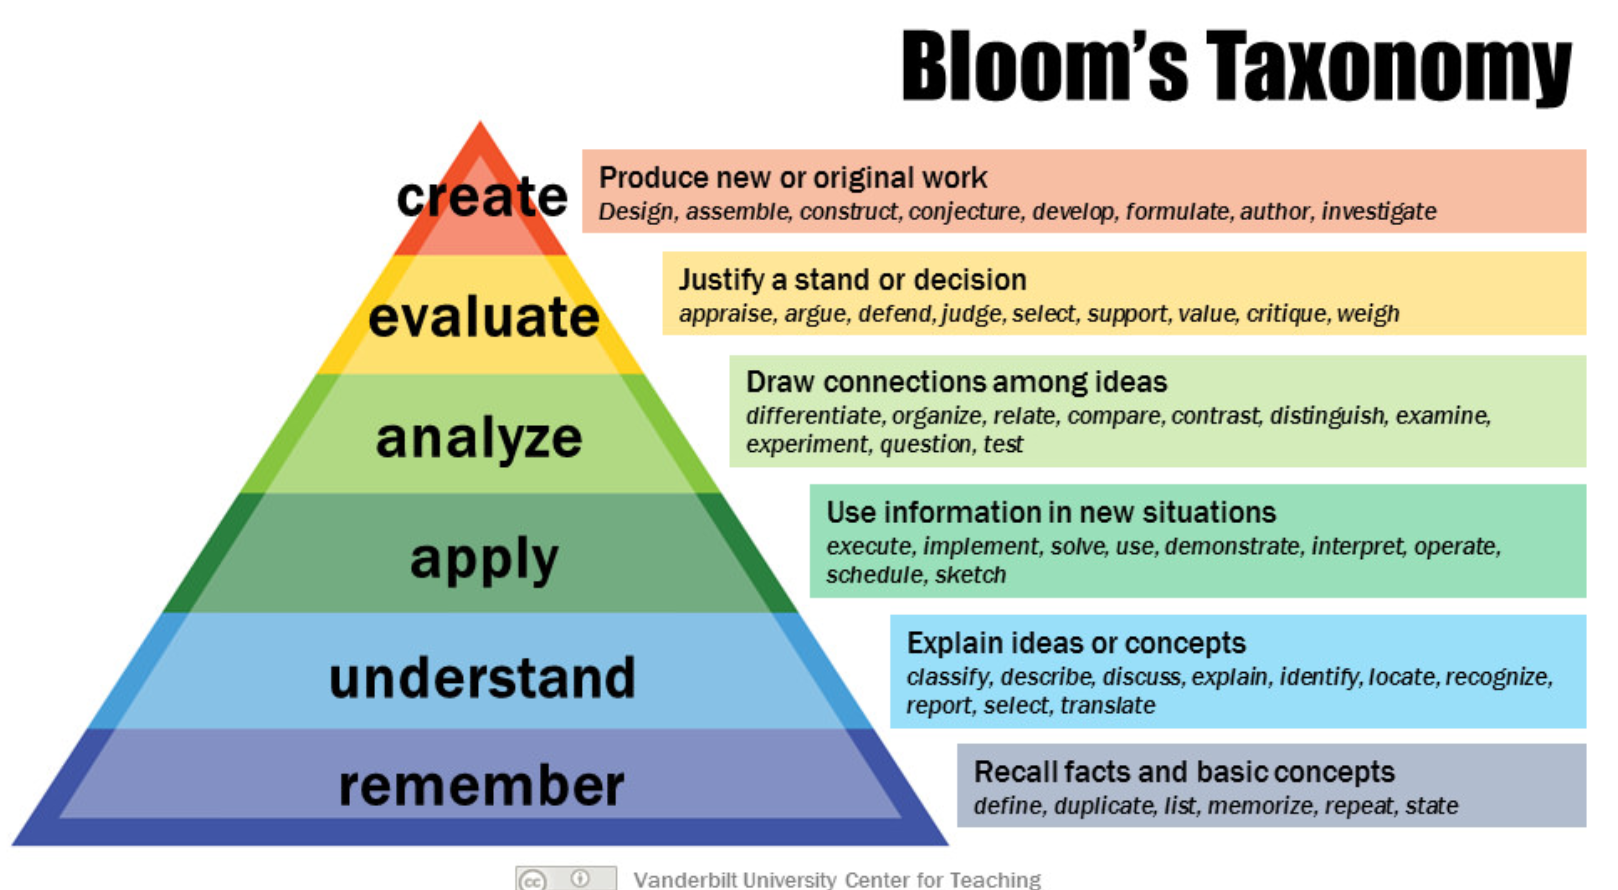 Bloom's Taxonomy
create
Produce new or original work
Design, assemble, construct, conjecture, develop, formulate, author, investigate
evaluate
Justify a stand or decision
appraise, argue, defend, judge, select, support, value, critique, weigh
analyze
Draw connections among ideas
differentiate, organize, relate, compare, contrast, distinguish, examine,
experiment, question, test
apply
Use information in new situations
execute, implement, solve, use, demonstrate, interpret, operate,
schedule, sketch
understand
Explain ideas or concepts
classify, describe, discuss, explain, identify, locate, recognize,
report, select, translate
remember
Recall facts and basic concepts
define, duplicate, list, memorize, repeat, state
cc
Vanderbilt University Center for Teaching